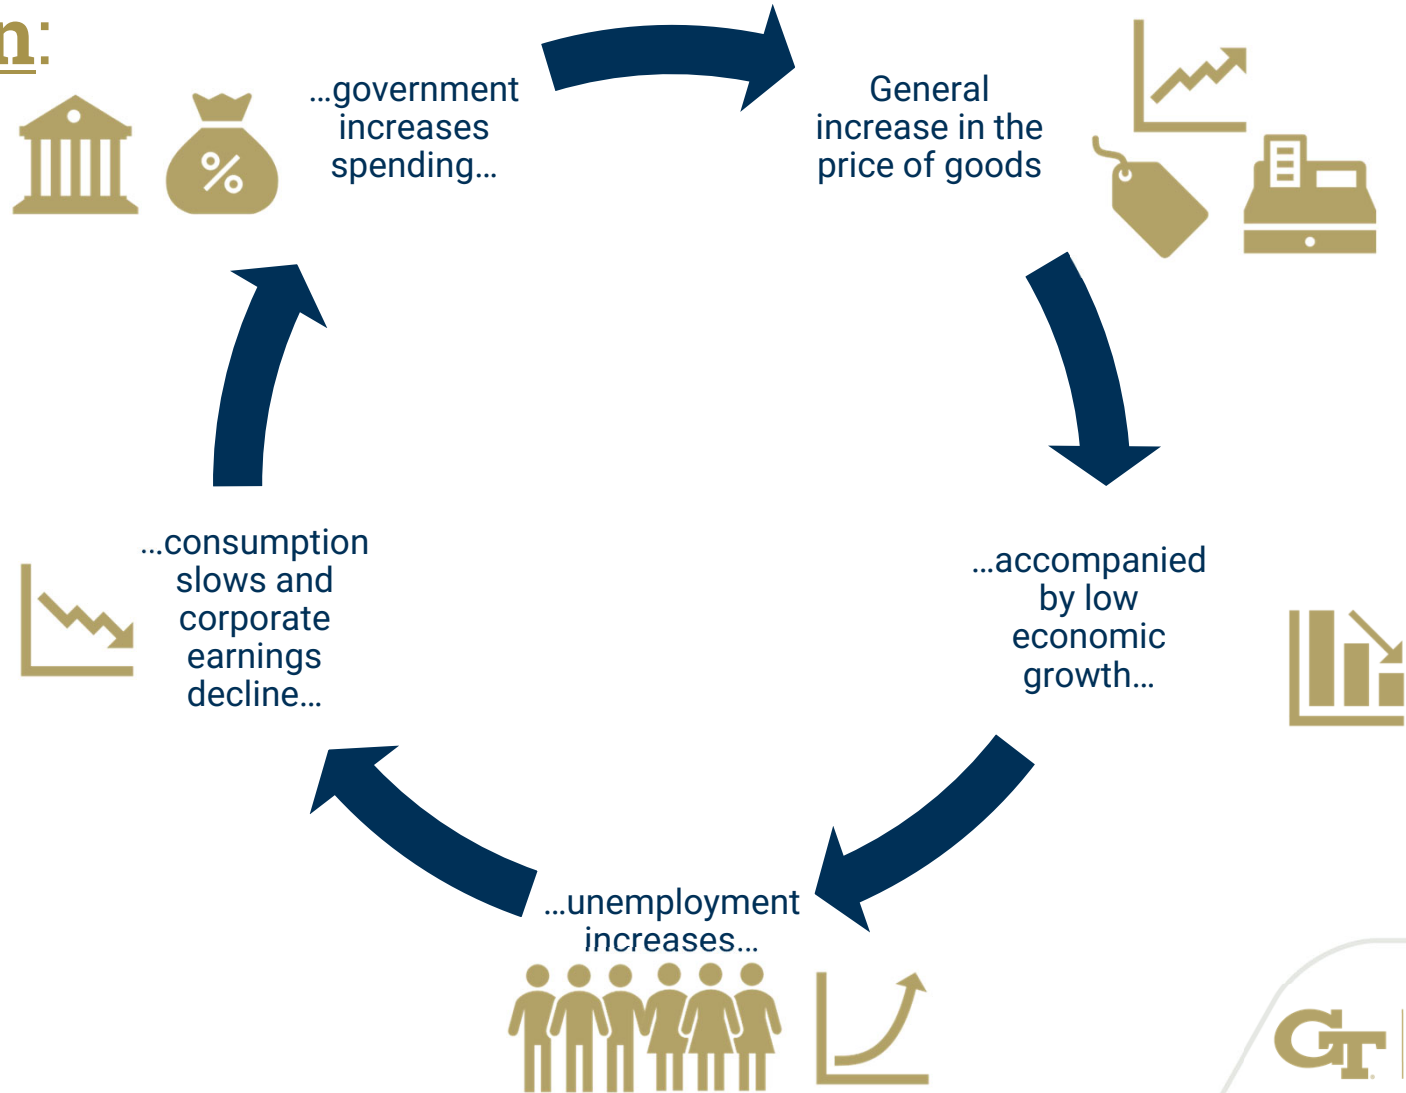 n:
...government
increases
spending...
General
increase in the
price of goods
%
...accompanied
by low
economic
growth...
...unemployment
increases...
...consumption
slows and
corporate
earnings
decline...
GT